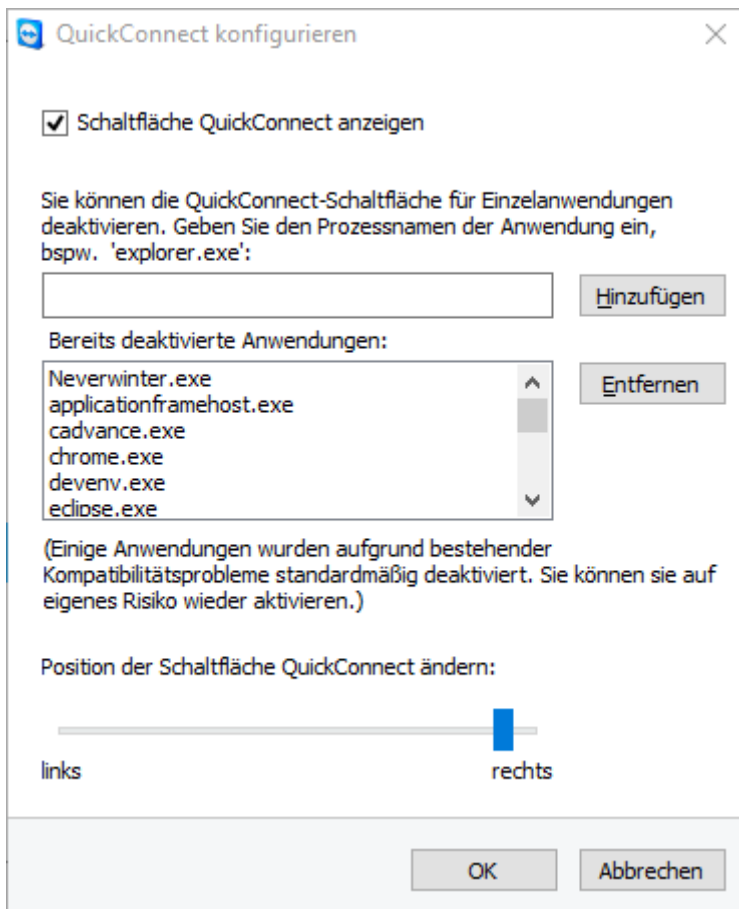 QuickConnect konfigurieren
Schaltfläche QuickConnect anzeigen
Sie können die QuickConnect-Schaltfläche für Einzelanwendungen
deaktivieren. Geben Sie den Prozessnamen der Anwendung ein,
bspw.  'explorer.exe':
Hinzufügen
Bereits deaktivierte Anwendungen:
Neverwinter.exe
applicationframehost.exe
cadvance.exe
chrome.exe
devenv.exe
eclipse.exe
Entfernen
(Einige Anwendungen wurden aufgrund bestehender
Kompatibilitätsprobleme standardmäßig deaktiviert. Sie können sie auf
eigenes Risiko wieder aktivieren.)
Position der Schaltfläche QuickConnect ändern:
links
rechts
OK
Abbrechen